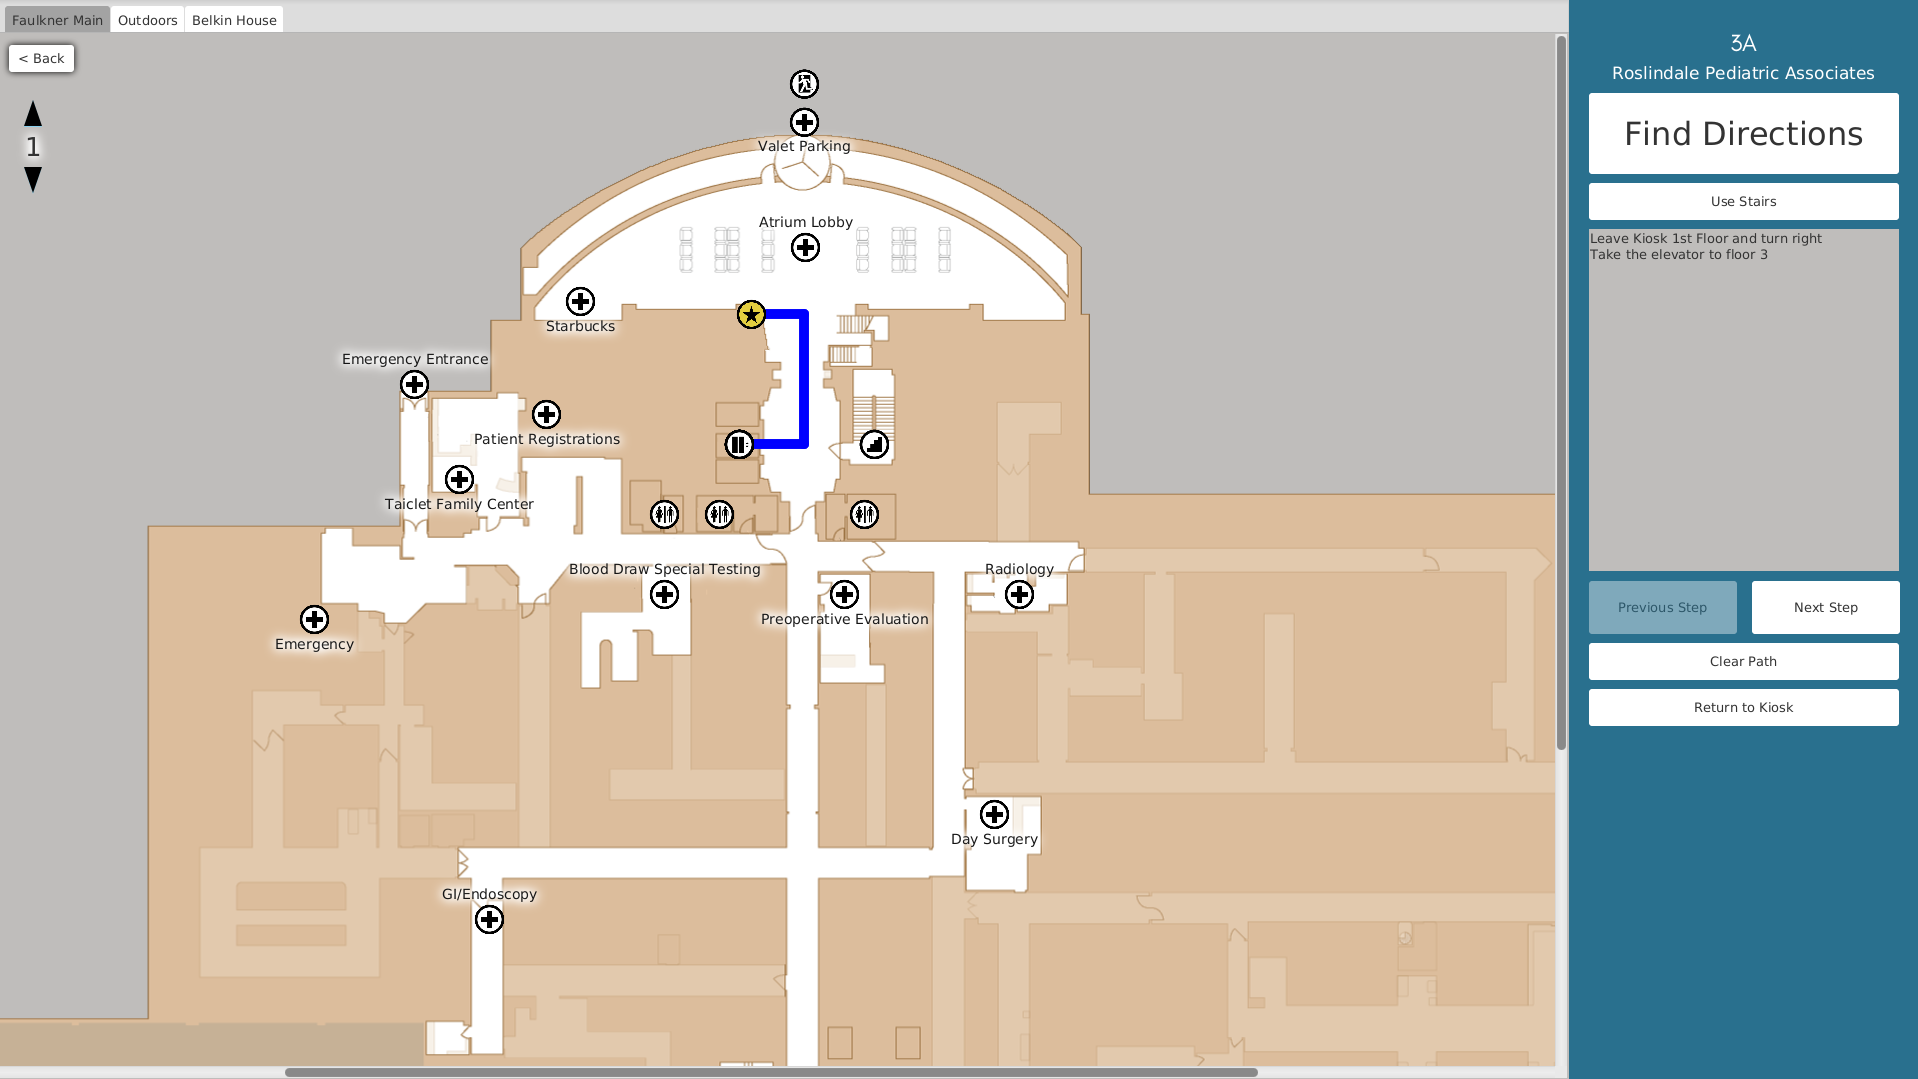 Faulkner Main
Outdoors
Belkin House
< Back
1
Valet Parking
Atrium Lobby
Starbucks
Emergency Entrance
Patient Registrations
Taiclet Family Center
Blood Draw Special Testing
Radiology
Preoperative Evaluation
Emergency
Day Surgery
GI/Endoscopy
3A
Roslindale Pediatric Associates
Find Directions
Use Stairs
Leave Kiosk 1st Floor and turn right
Take the elevator to floor 3
Previous Step
Next Step
Clear Path
Return to Kiosk